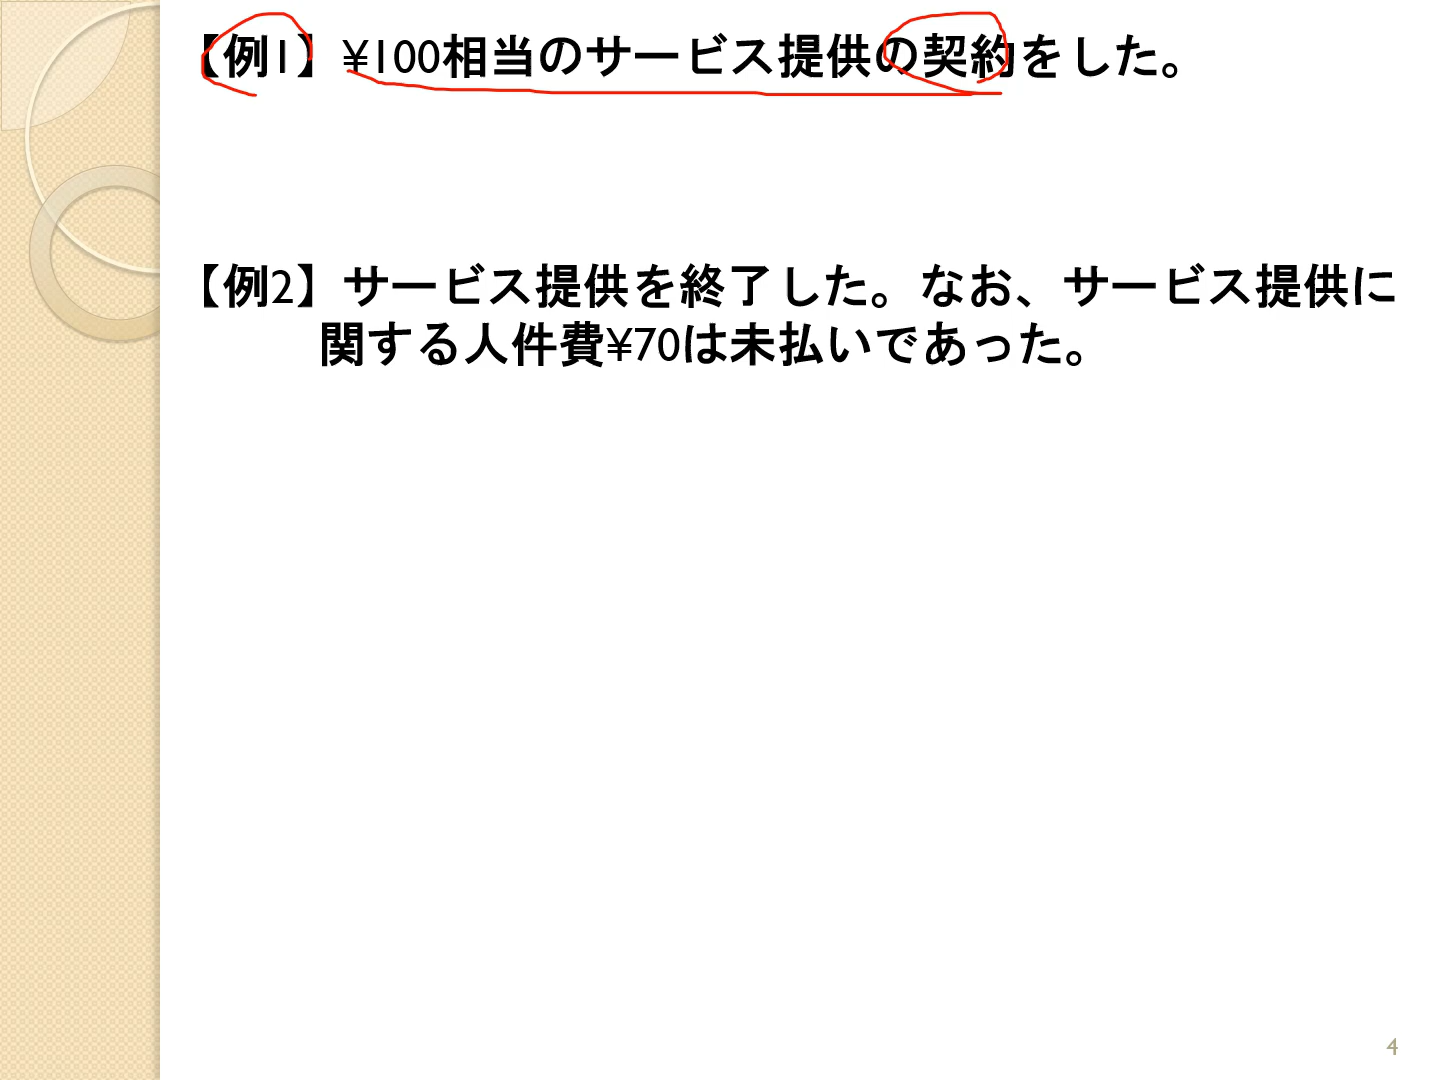 【例1】¥100相当のサービス提供の契約をした。
【例2】サービス提供を終了した。なお、サービス提供に
関する人件費¥70は未払いであった。
4